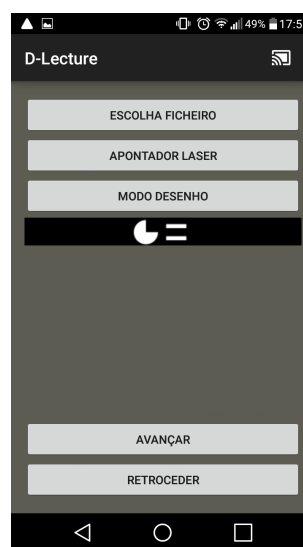 49% 17:5
D-Lecture
ESCOLHA FICHEIRO
APONTADOR LASER
MODO DESENHO
AVANÇAR
RETROCEDER